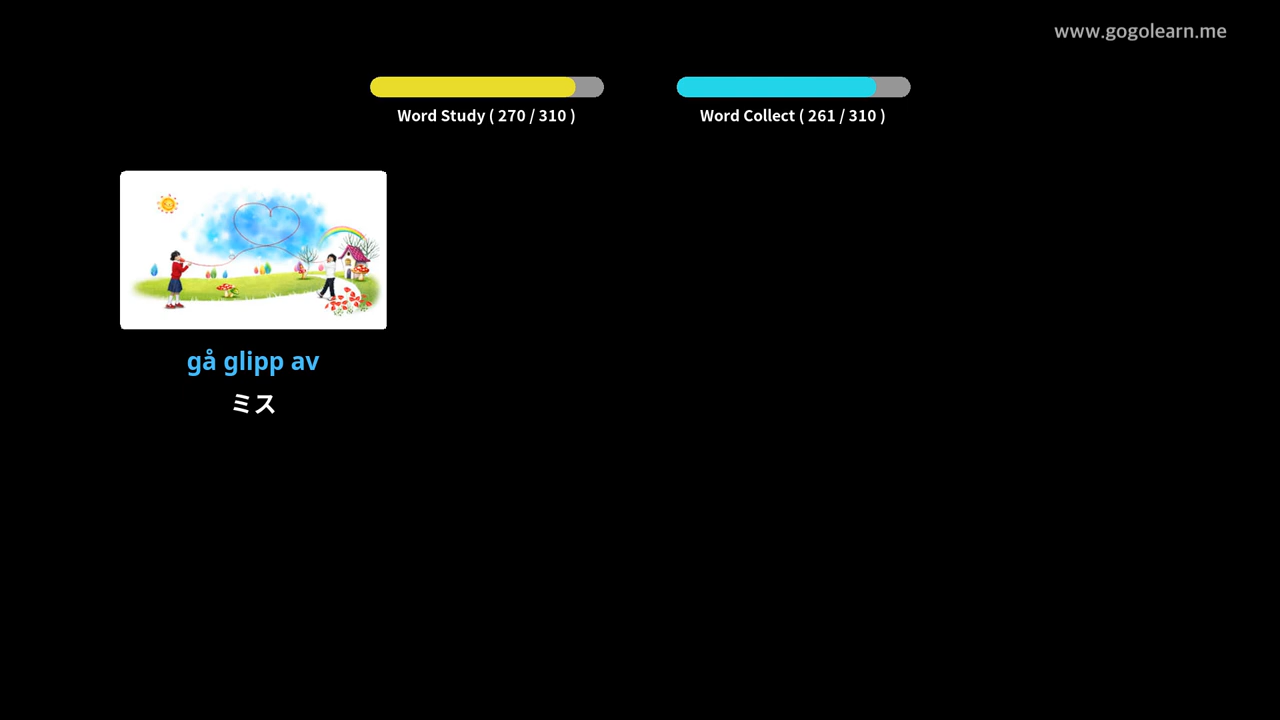 www.gogolearn.me
Word Study ( 270 / 310 )
Word Collect ( 261 / 310 )
gå glipp av
ミス